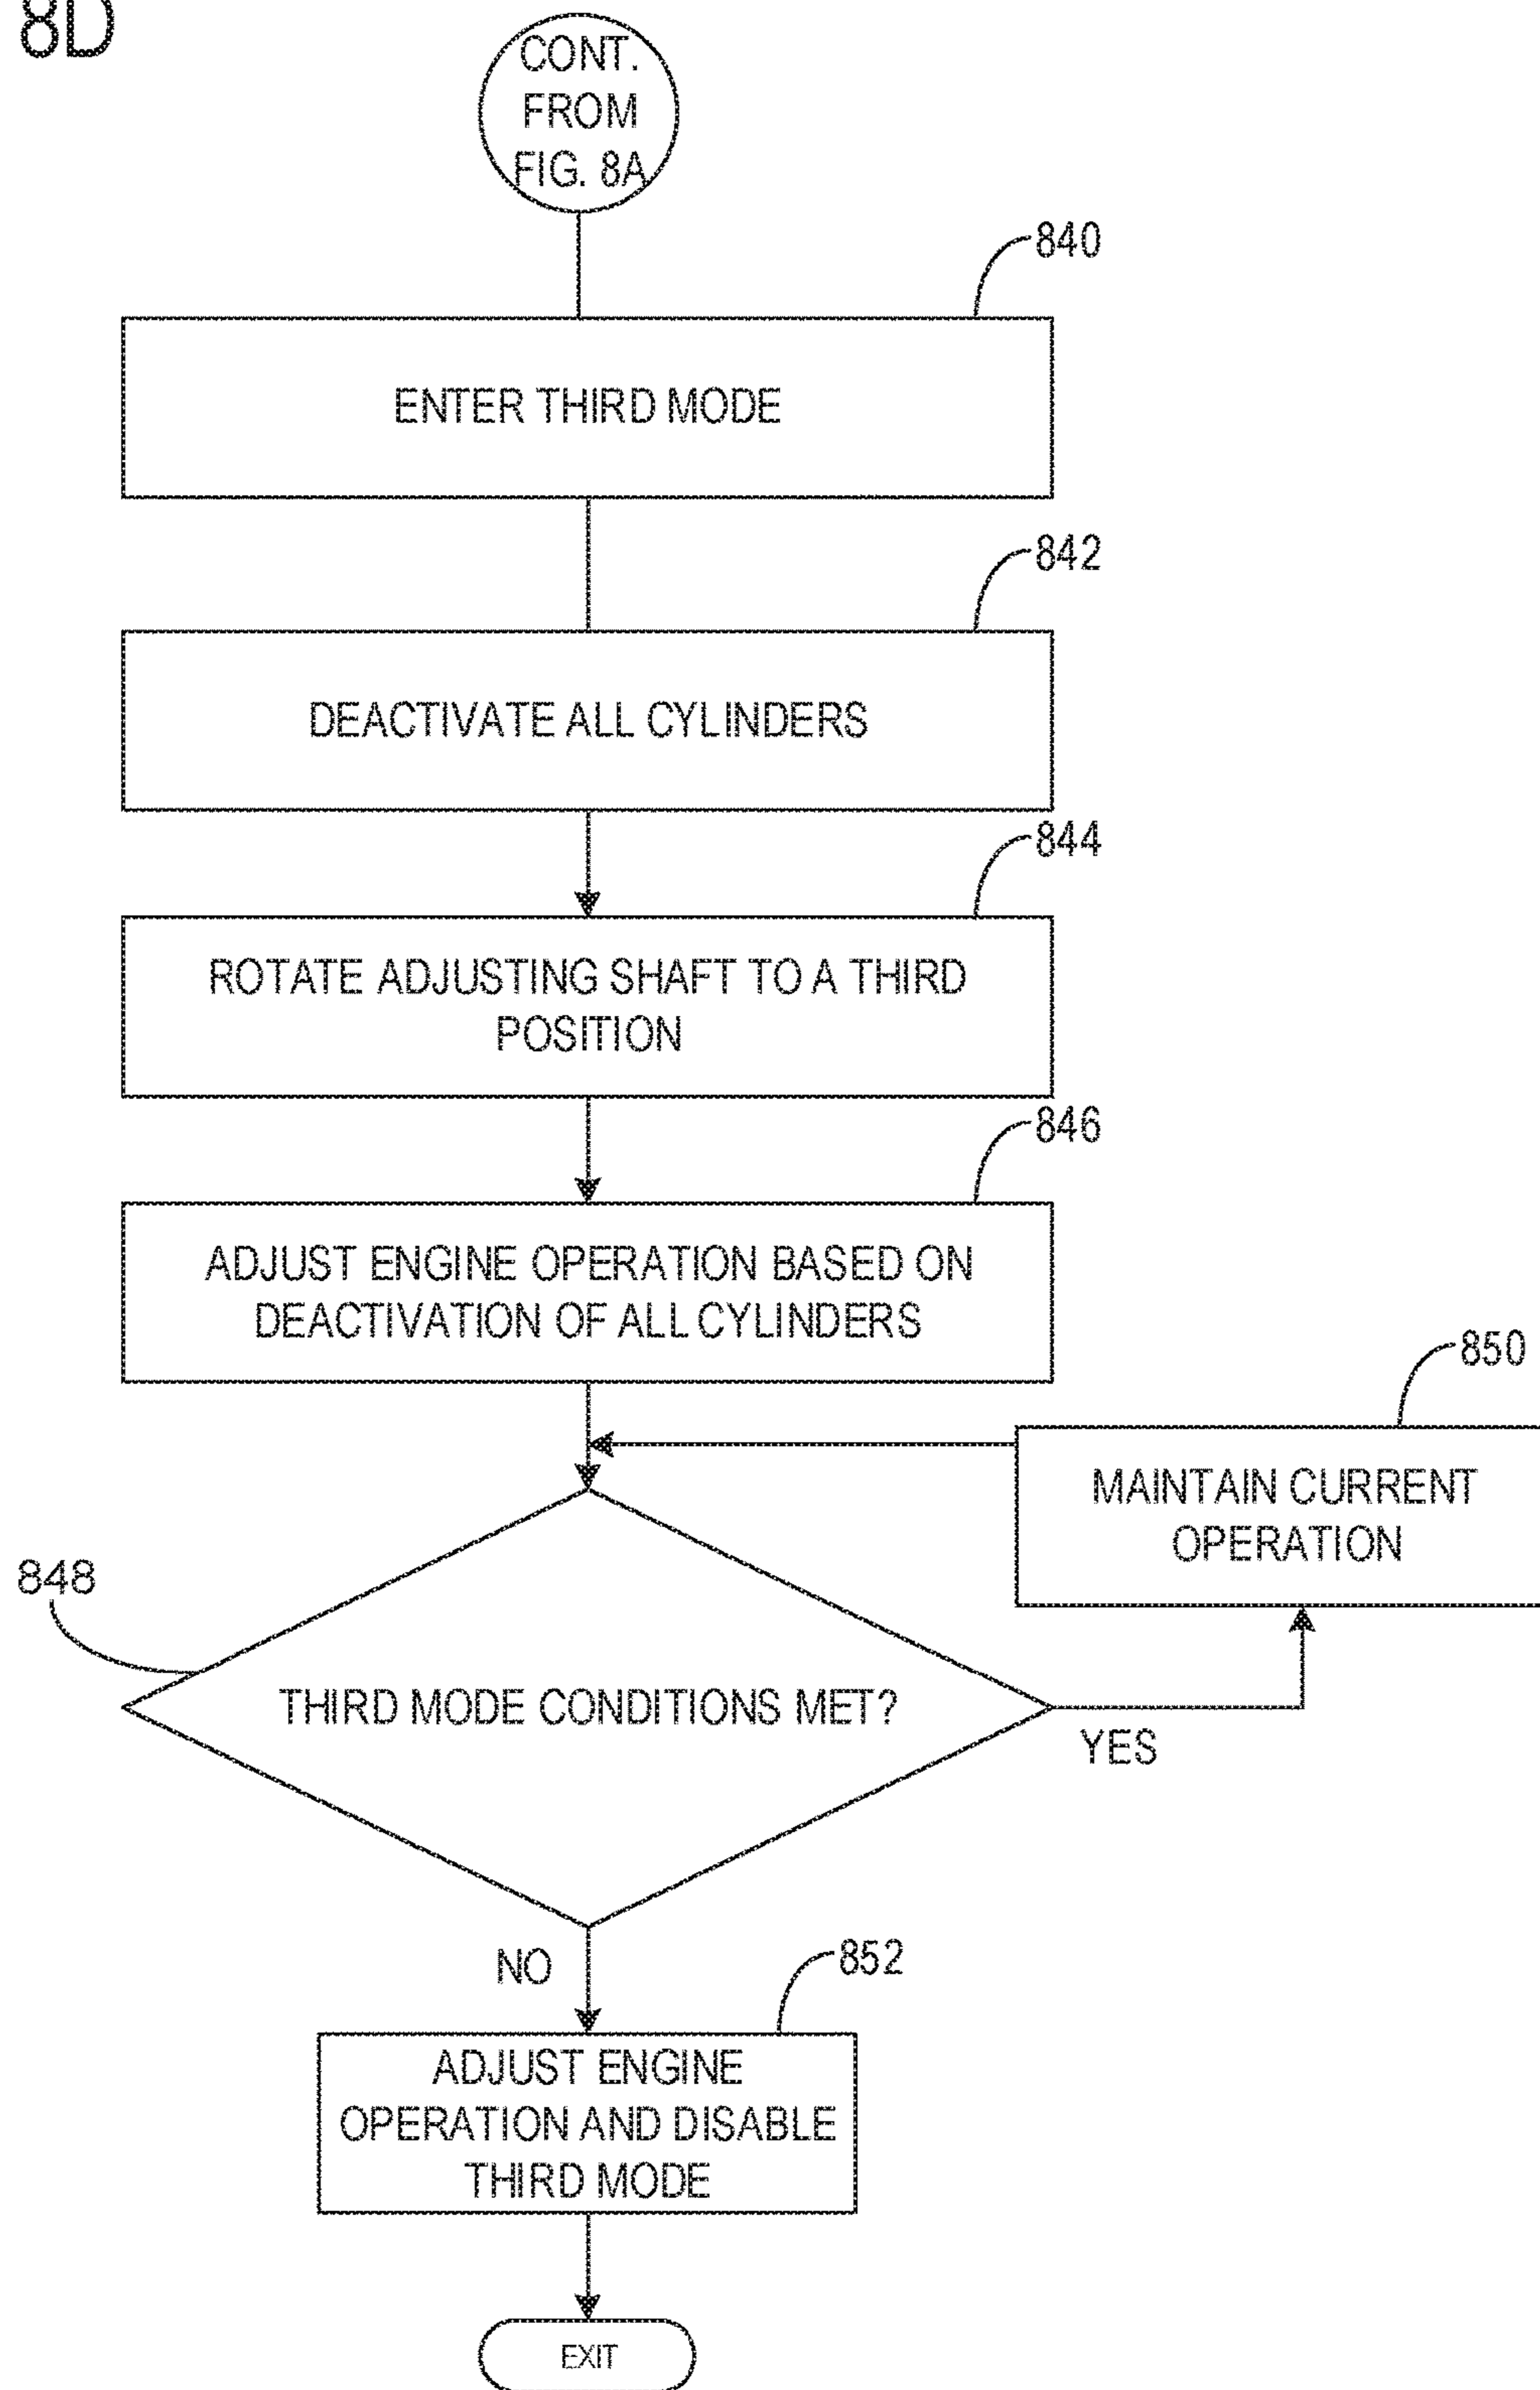 8D
CONT.
FROM
FIG. 8A
840
ENTER THIRD MODE
842
DEACTIVATE ALL CYLINDERS
844
ROTATE ADJUSTING SHAFT TO A THIRD
POSITION
846
ADJUST ENGINE OPERATION BASED ON
DEACTIVATION OF ALL CYLINDERS
850
MAINTAIN CURRENT
OPERATION
848
THIRD MODE CONDITIONS MET?
YES
NO
852
ADJUST ENGINE
OPERATION AND DISABLE
THIRD MODE
EXIT